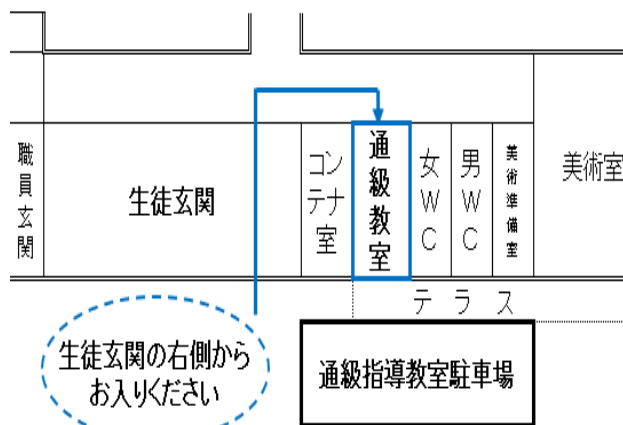 職員玄関
生徒玄関
コンテナ室
通級教室
女WC
男WC
美術準備室
美術室
テラス
生徒玄関の右側から
お入りください
通級指導教室駐車場